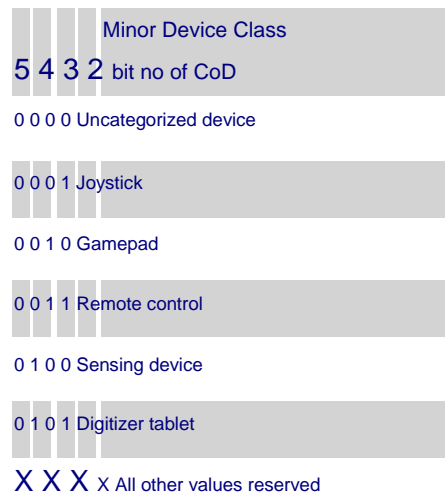 Minor Device Class
5 4 3 2 bit no of CoD
0 0 0 0 Uncategorized device
0 0 0 1 Joystick
0 0 1 0 Gamepad
0 0 1 1 Remote control
0 1 0 0 Sensing device
0 1 0 1 Digitizer tablet
X X X X All other values reserved